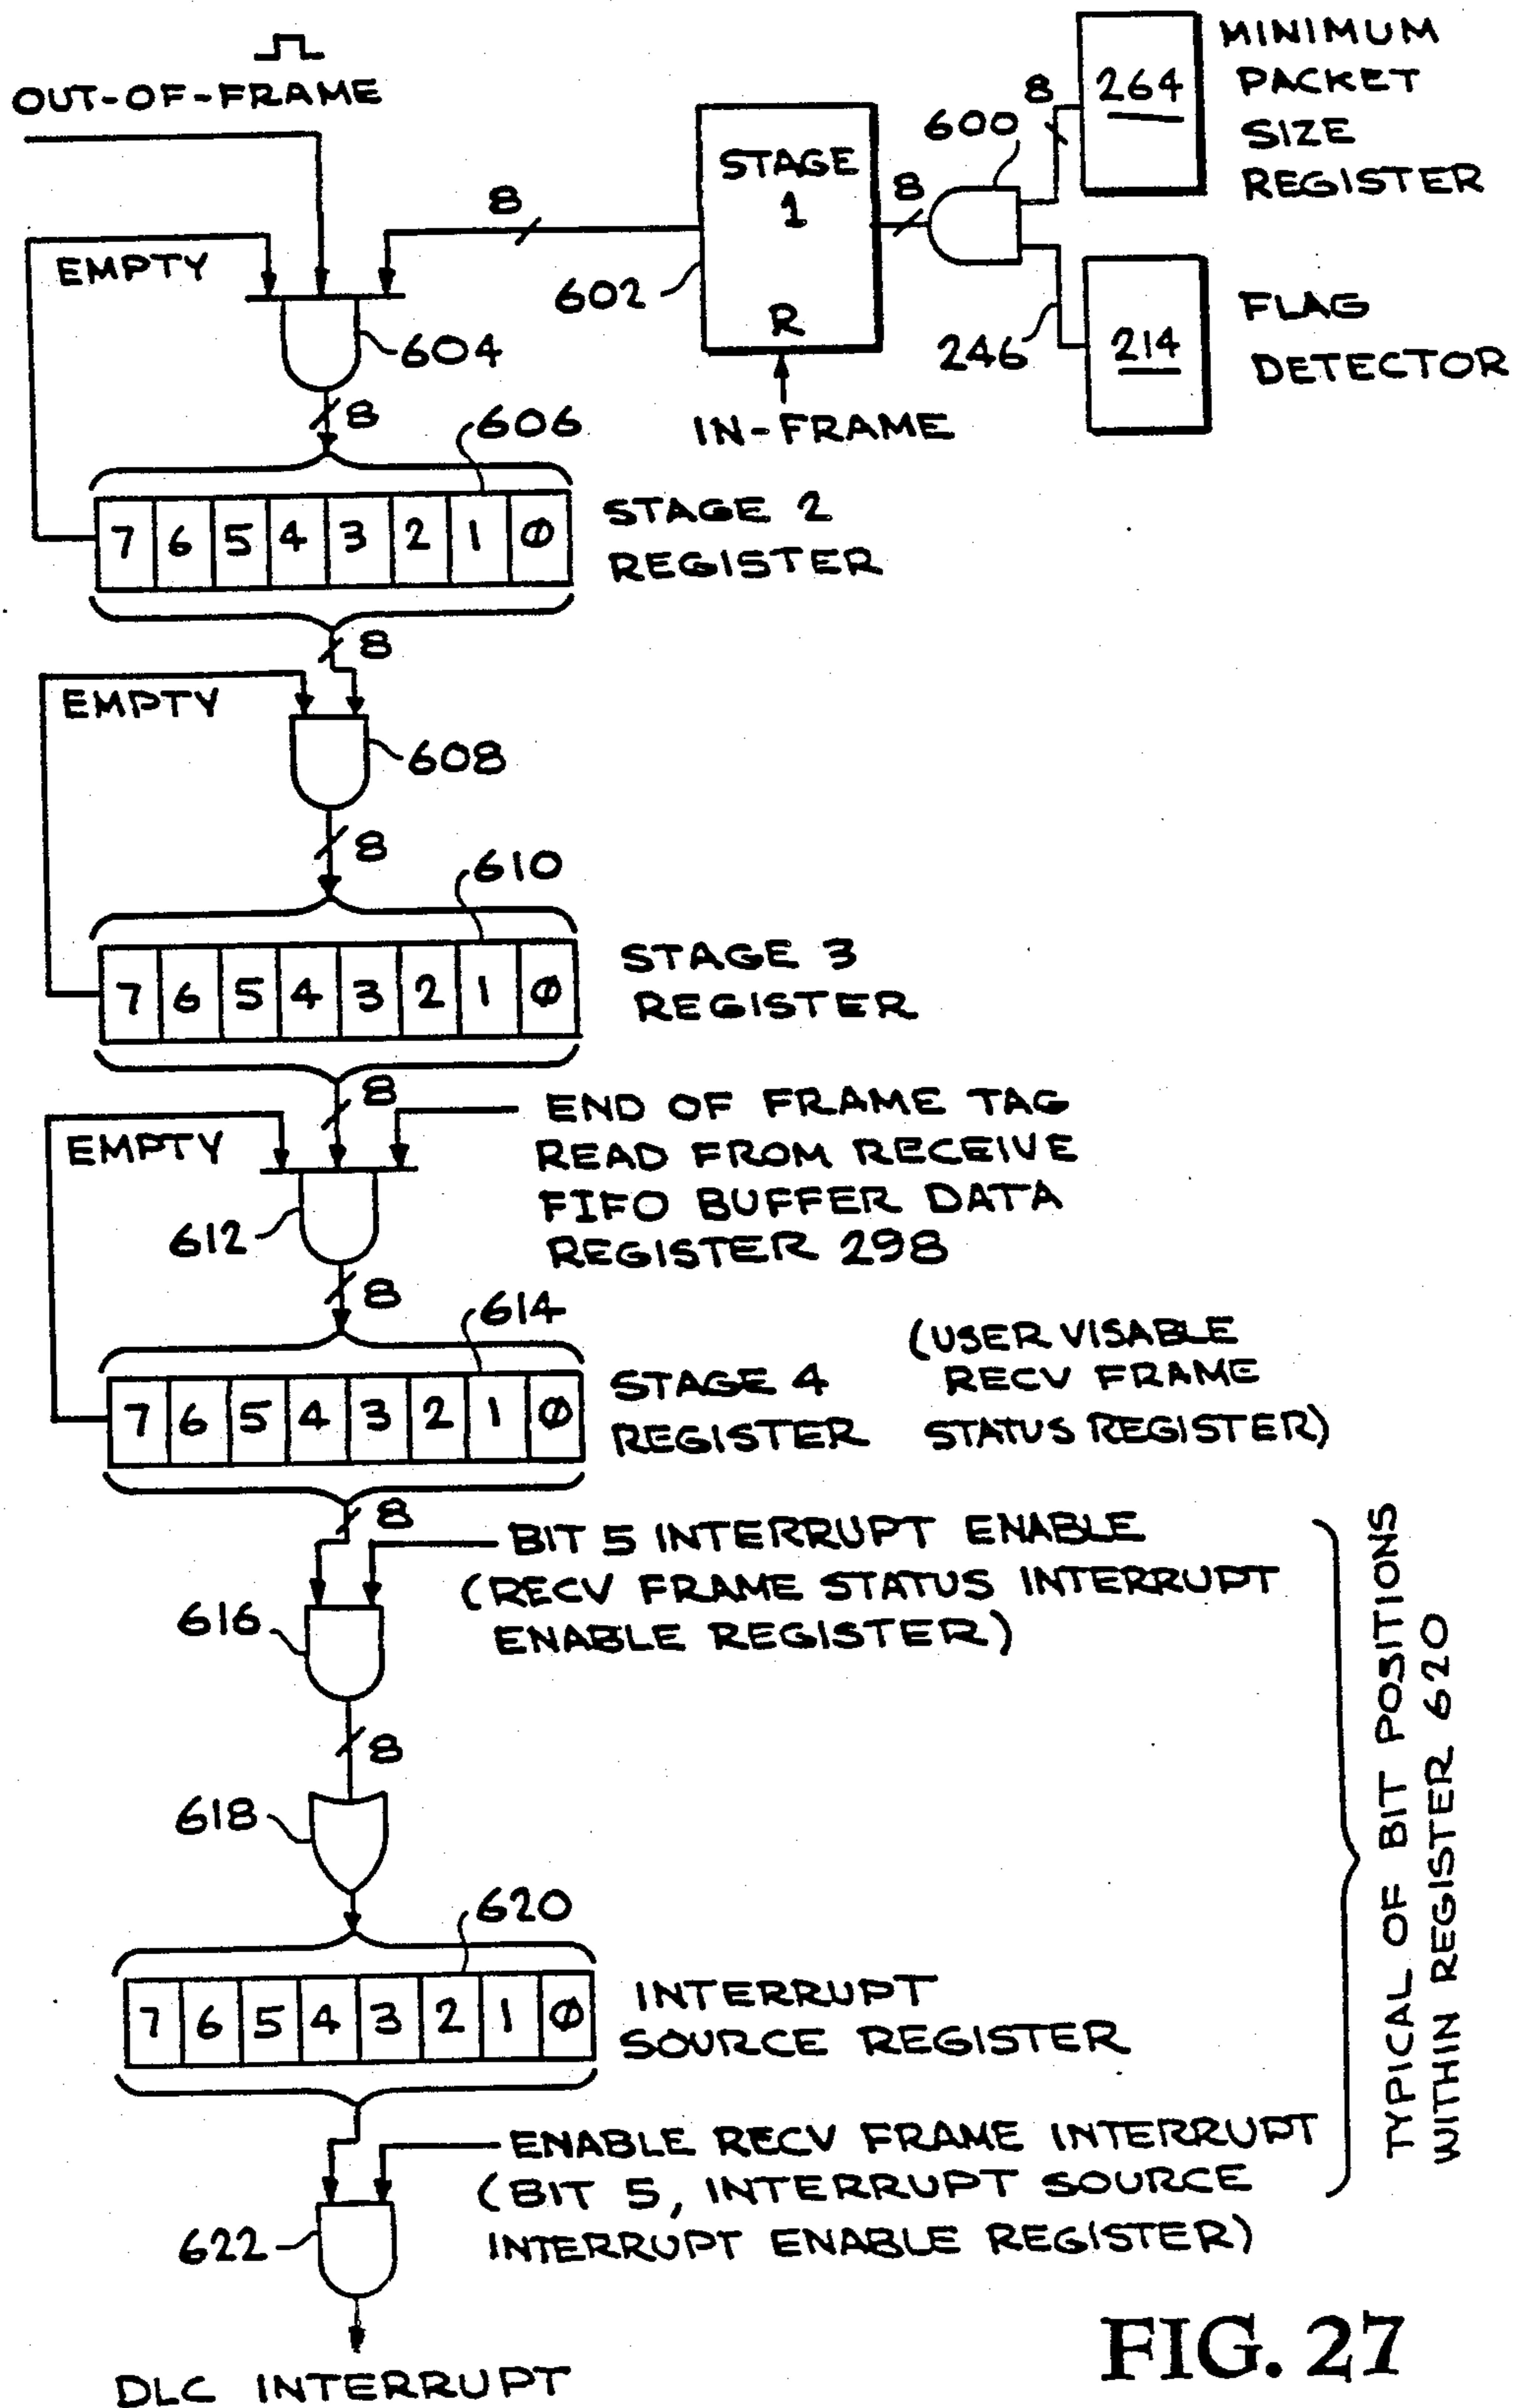 OUT-OF-FRAME
MINIMUM
PACKET
SIZE
REGISTER
264
8
600
STAGE
1
R
8
8
602
IN-FRAME
246
214
FLAG
DETECTOR
EMPTY
604
8
606
7 6 5 4 3 2 1 0
STAGE 2
REGISTER
8
EMPTY
608
8
610
7 6 5 4 3 2 1 0
STAGE 3
REGISTER
8
EMPTY
END OF FRAME TAG
READ FROM RECEIVE
FIFO BUFFER DATA
REGISTER 298
612
8
614
7 6 5 4 3 2 1 0
STAGE 4
REGISTER
(USER VISABLE
RECV FRAME
STATUS REGISTER)
8
BIT 5 INTERRUPT ENABLE
(RECV FRAME STATUS INTERRUPT
ENABLE REGISTER)
616
8
618
620
7 6 5 4 3 2 1 0
INTERRUPT
SOURCE REGISTER
ENABLE RECV FRAME INTERRUPT
(BIT 5, INTERRUPT SOURCE
INTERRUPT ENABLE REGISTER)
622
DLC INTERRUPT
TYPICAL OF BIT POSITIONS
WITHIN REGISTER 620
FIG. 27